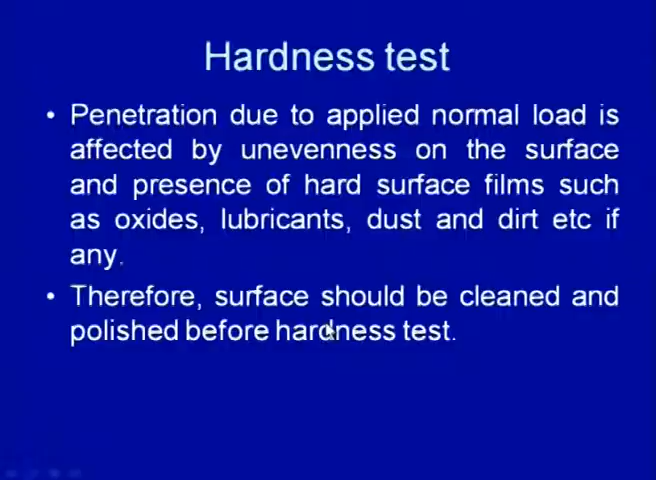 Hardness test
• Penetration due to applied normal load is
affected by unevenness on the surface
and presence of hard surface films such
as oxides, lubricants, dust and dirt etc if
any.
• Therefore, surface should be cleaned and
polished before hardness test.